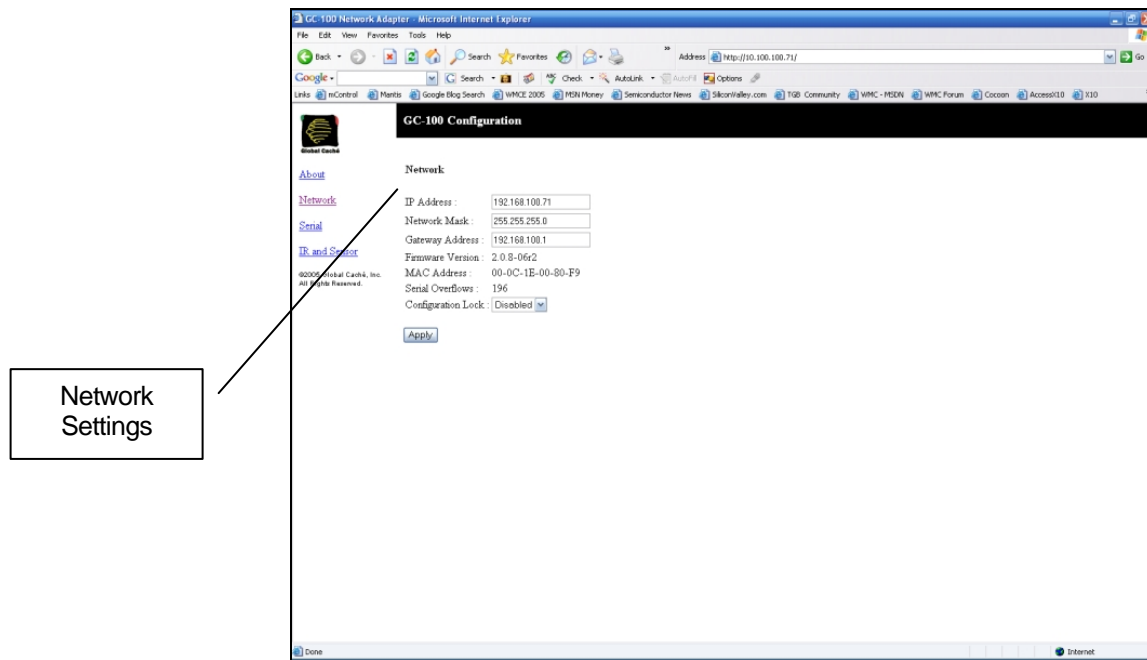 GC-100 Network Adapter - Microsoft Internet Explorer
File Edit View Favorites Tools Help
Back Search Favorites Address http://10.100.100.71/ Go
Google Search Check AutoLink AutoFill Options
Links mControl Mantis Google Blog Search WMCE 2005 MSN Money Semiconductor News SiliconValley.com TGB Community WMC - MSDN WMC Forum Cocoon AccessX10 X10
Global Caché
GC-100 Configuration
About
Network
Serial
IR and Sensor
©2005 Global Caché, Inc.
All Rights Reserved.
Network
IP Address : 192.168.100.71
Network Mask : 255.255.255.0
Gateway Address : 192.168.100.1
Firmware Version : 2.0.8-06r2
MAC Address : 00-0C-1E-00-80-F9
Serial Overflows : 196
Configuration Lock : Disabled
Apply
Network
Settings
Done Internet